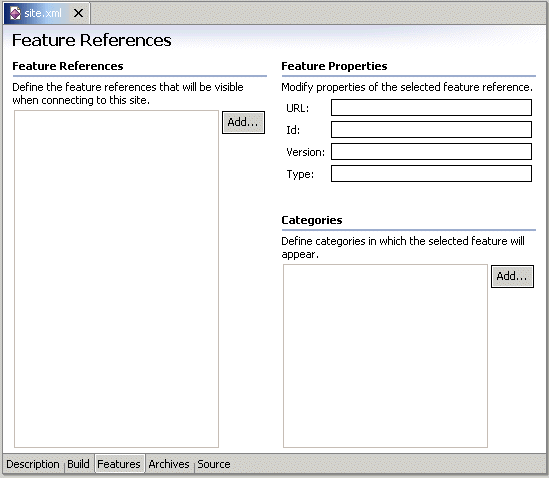 site.xml
Feature References
Feature References
Define the feature references that will be visible
when connecting to this site.
Add...
Feature Properties
Modify properties of the selected feature reference.
URL:
Id:
Version:
Type:
Categories
Define categories in which the selected feature will
appear.
Add...
Description Build Features Archives Source